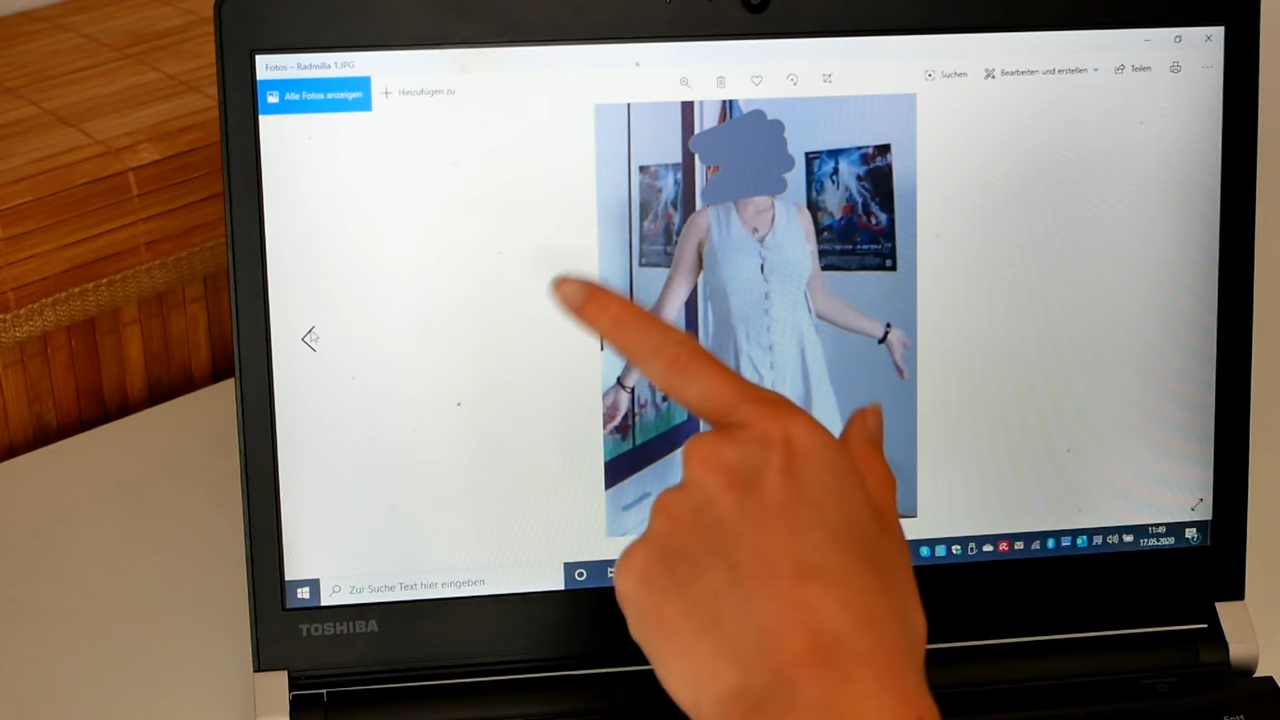 Fotos – Radmilla 1.JPG
Alle Fotos anzeigen
Hinzufügen zu
Suchen
Bearbeiten und erstellen
Teilen
Zur Suche Text hier eingeben
11:49
17.05.2020
TOSHIBA